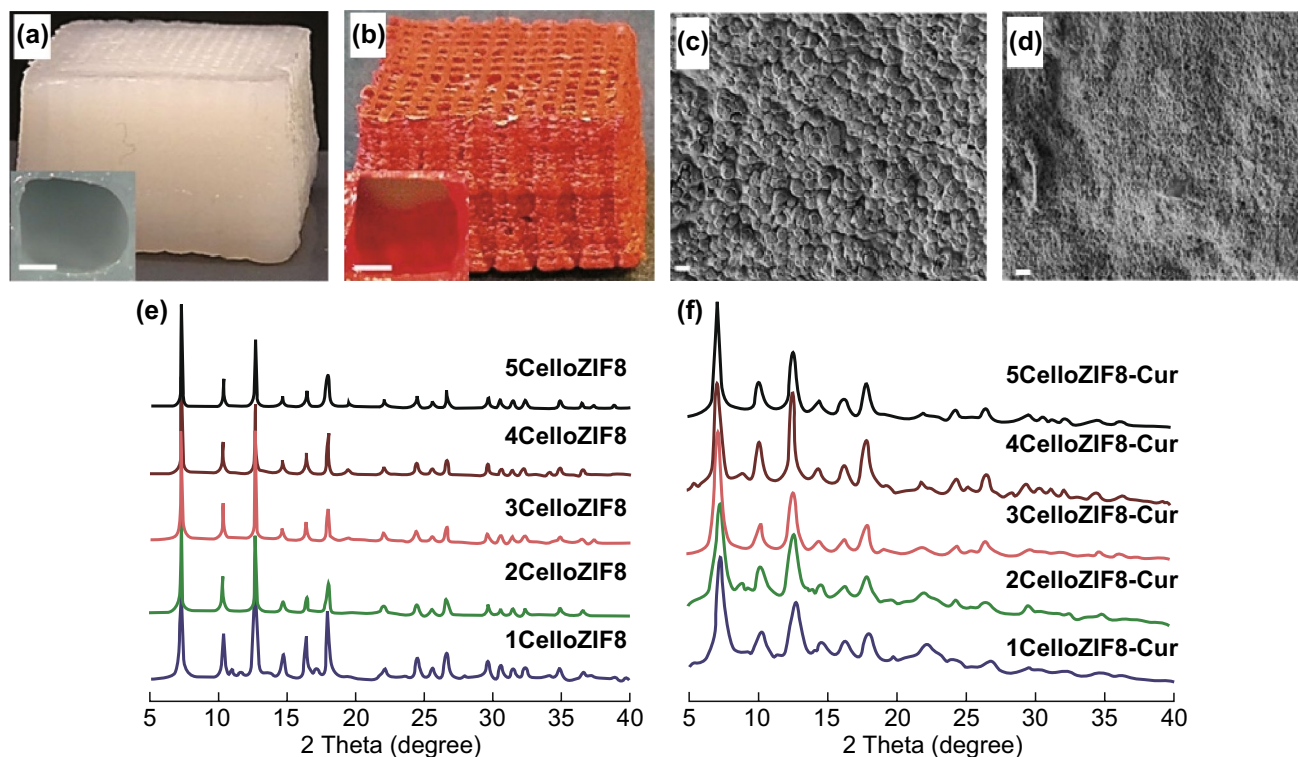 (a)
(b)
(c)
(d)
(e)
5CelloZIF8
4CelloZIF8
3CelloZIF8
2CelloZIF8
1CelloZIF8
5 10 15 20 25 30 35 40
2 Theta (degree)
(f)
5CelloZIF8-Cur
4CelloZIF8-Cur
3CelloZIF8-Cur
2CelloZIF8-Cur
1CelloZIF8-Cur
5 10 15 20 25 30 35 40
2 Theta (degree)